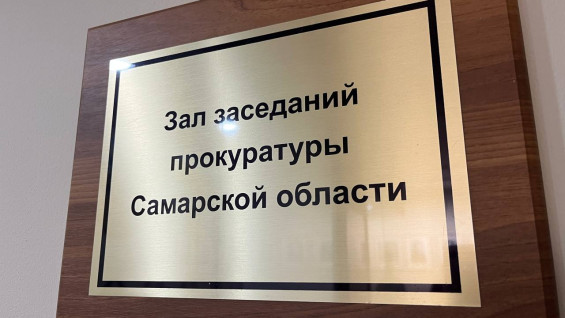 Зал заседаний
прокуратуры
Самарской области